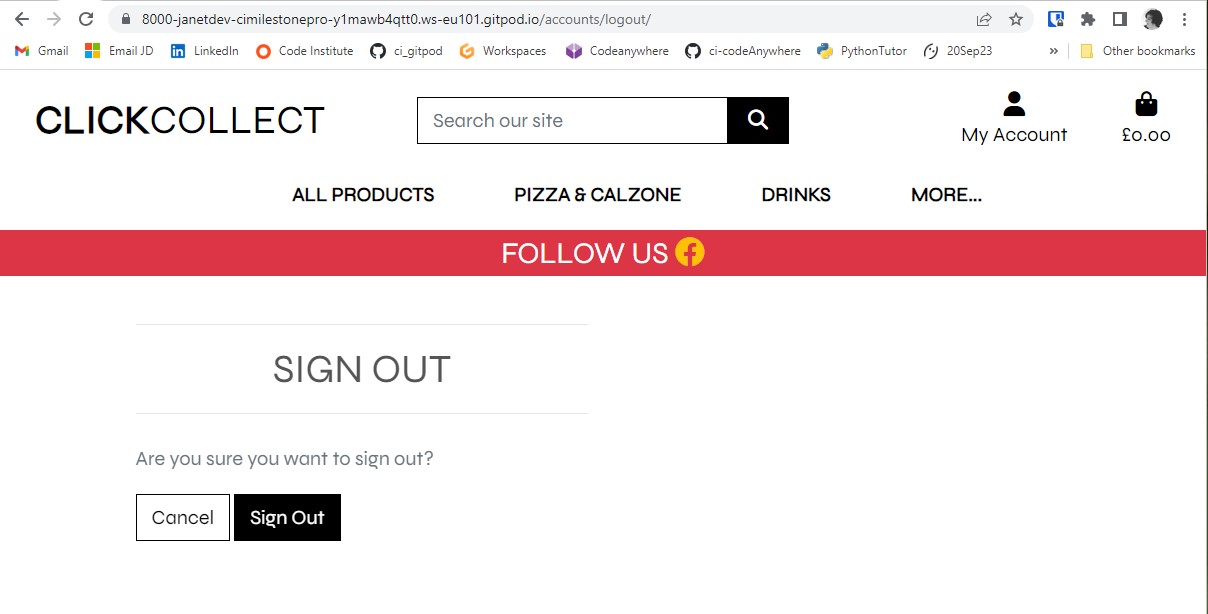 8000-janetdev-cimilestonepro-y1mawb4qtt0.ws-eu101.gitpod.io/accounts/logout/
Gmail Email JD LinkedIn Code Institute ci_gitpod Workspaces Codeanywhere ci-codeAnywhere PythonTutor 20Sep23 » Other bookmarks
CLICKCOLLECT Search our site My Account £0.00
ALL PRODUCTS PIZZA & CALZONE DRINKS MORE...
FOLLOW US
SIGN OUT
Are you sure you want to sign out?
Cancel Sign Out